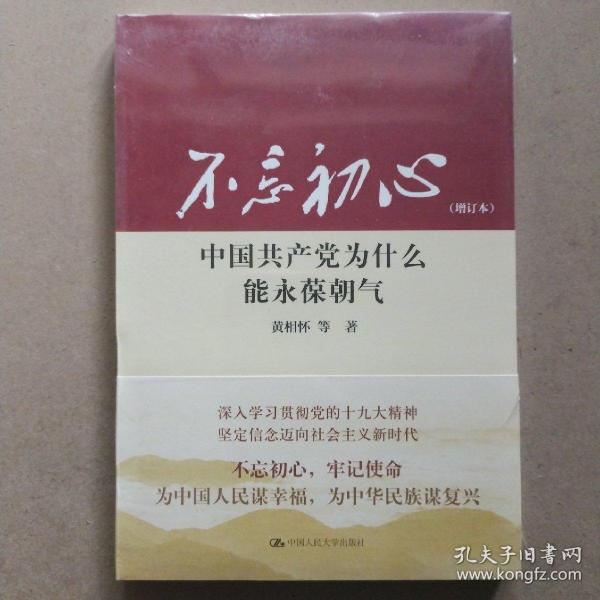 不忘初心
(增订本)
中国共产党为什么
能永葆朝气
黄相怀 等 著
深入学习贯彻党的十九大精神
坚定信念迈向社会主义新时代
不忘初心，牢记使命
为中国人民谋幸福，为中华民族谋复兴
中国人民大学出版社
孔夫子旧书网
www.kongfz.com